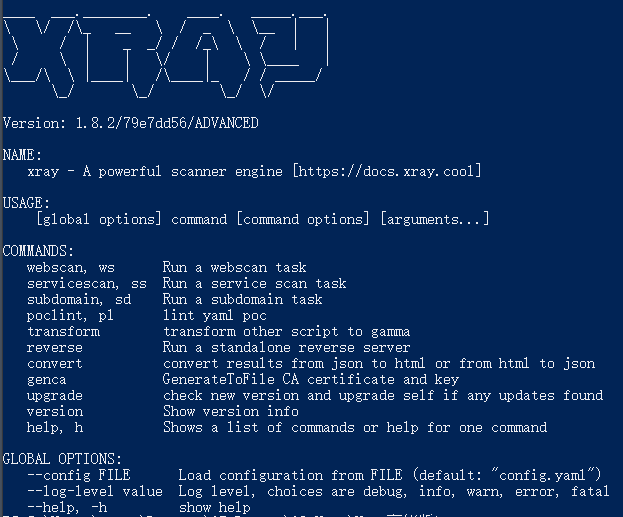 XRAY
Version: 1.8.2/79e7dd56/ADVANCED
NAME:
xray - A powerful scanner engine [https://docs.xray.cool]
USAGE:
[global options] command [command options] [arguments...]
COMMANDS:
webscan, ws Run a webscan task
servicescan, ss Run a service scan task
subdomain, sd Run a subdomain task
poclint, pl lint yaml poc
transform transform other script to gamma
reverse Run a standalone reverse server
convert convert results from json to html or from html to json
genca GenerateToFile CA certificate and key
upgrade check new version and upgrade self if any updates found
version Show version info
help, h Shows a list of commands or help for one command
GLOBAL OPTIONS:
--config FILE Load configuration from FILE (default: "config.yaml")
--log-level value Log level, choices are debug, info, warn, error, fatal
--help, -h show help